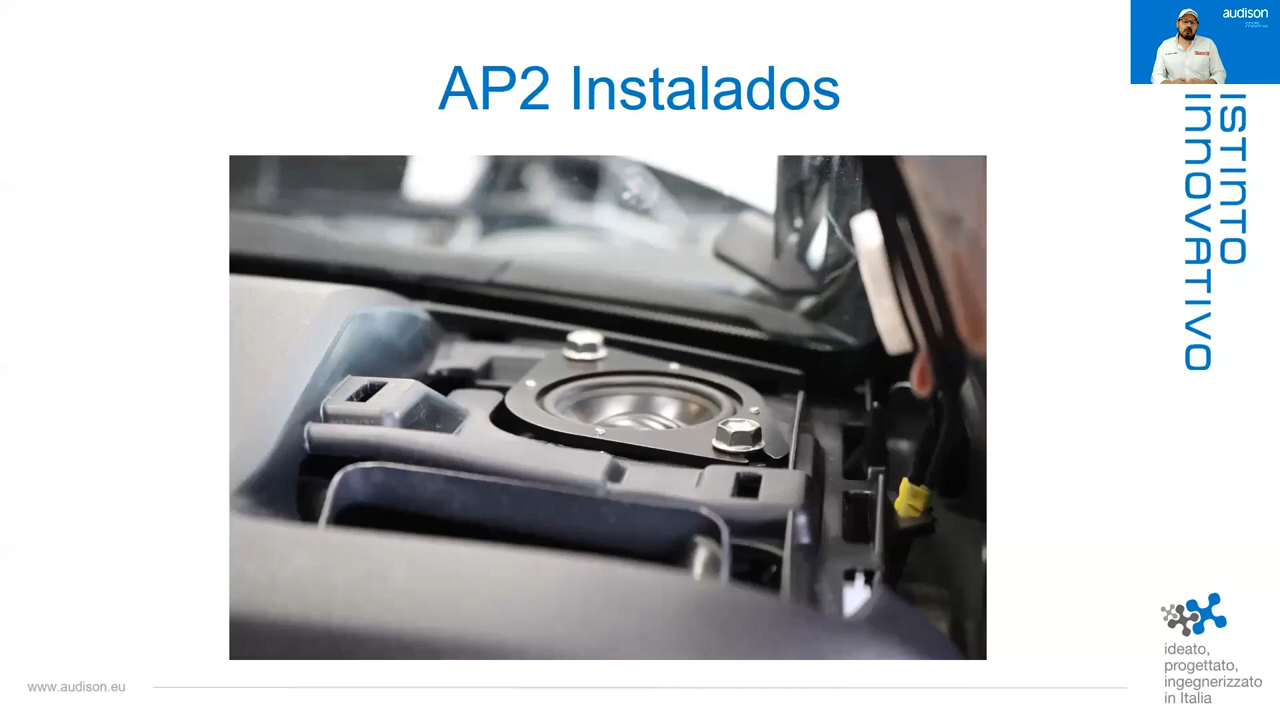 AP2 Instalados
audison
ISTINTO
INNOVATIVO
ideato,
progettato,
ingegnerizzato
in Italia
www.audison.eu